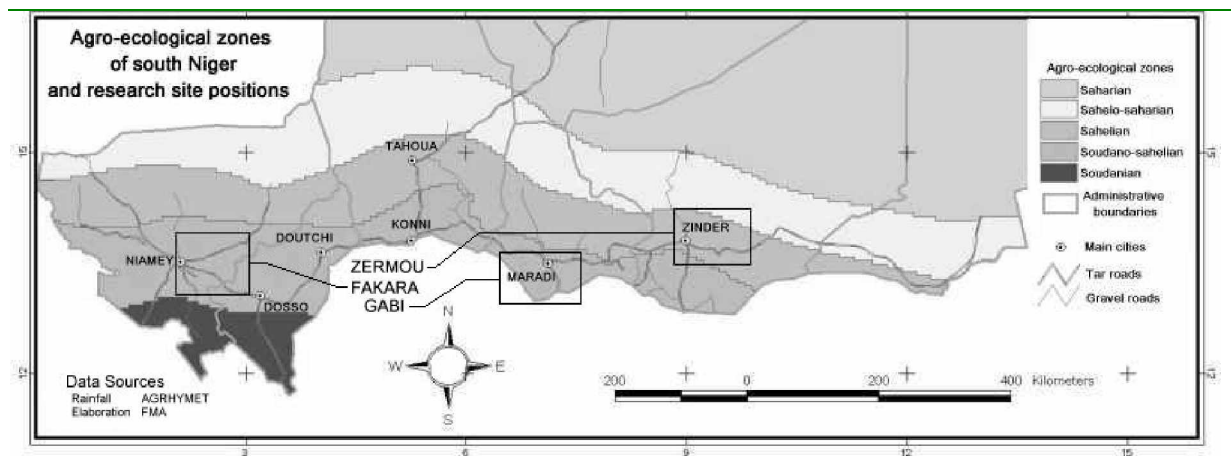 Agro-ecological zones
of south Niger
and research site positions
Agro-ecological zones
Saharian
Sahelo-saharian
Sahelian
Soudano-sahelian
Soudanian
Administrative
boundaries
Main cities
Tar roads
Gravel roads
15
15
TAHOUA
KONNI
DOUTCHI
ZINDER
NIAMEY
ZERMOU
MARADI
FAKARA
GABI
DOSSO
N
W
E
S
12
12
Data Sources
Rainfall AGRHYMET
Elaboration FMA
200 0 200 400 Kilometers
3 6 9 12 15